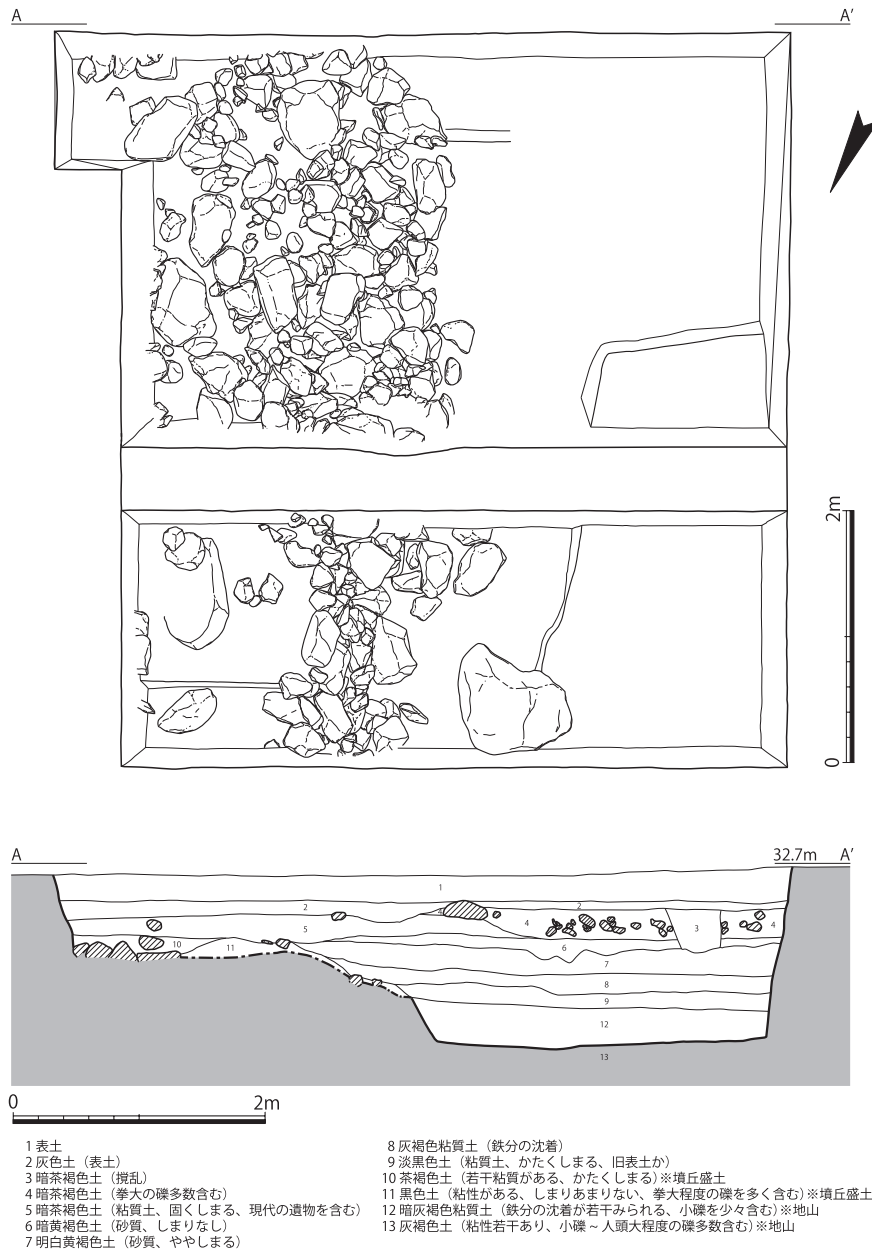 A A’
2m
0
A 32.7m A’
1
2 2
4
4 3 4
5
10 11 6
7
8
9
12
13
0 2m
1 表土
2 灰色土（表土）
3 暗茶褐色土（撹乱）
4 暗茶褐色土（拳大の礫多数含む）
5 暗茶褐色土（粘質土、固くしまる、現代の遺物を含む）
6 暗黄褐色土（砂質、しまりなし）
7 明白黄褐色土（砂質、ややしまる）
8 灰褐色粘質土（鉄分の沈着）
9 淡黒色土（粘質土、かたくしまる、旧表土か）
10 茶褐色土（若干粘質がある、かたくしまる）※墳丘盛土
11 黒色土（粘性がある、しまりあまりない、拳大程度の礫を多く含む）※墳丘盛土
12 暗灰褐色粘質土（鉄分の沈着が若干みられる、小礫を少々含む）※地山
13 灰褐色土（粘性若干あり、小礫 ~ 人頭大程度の礫多数含む）※地山